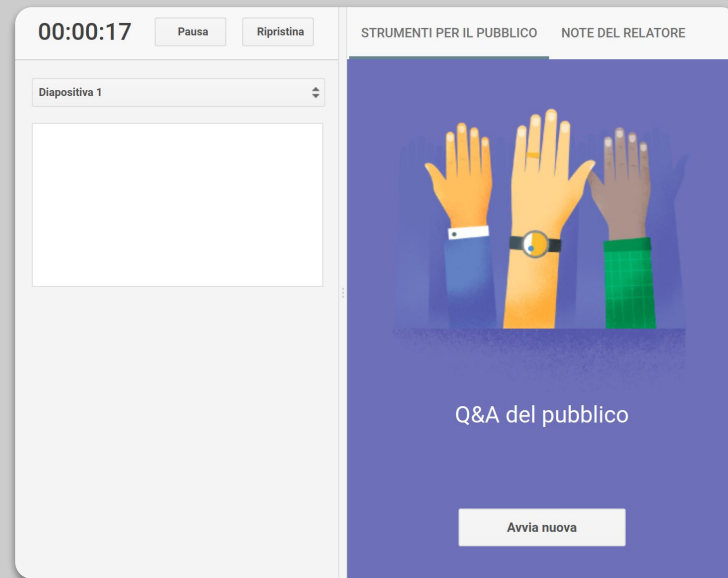 00:00:17
Pausa
Ripristina
STRUMENTI PER IL PUBBLICO
NOTE DEL RELATORE
Diapositiva 1
Q&A del pubblico
Avvia nuova